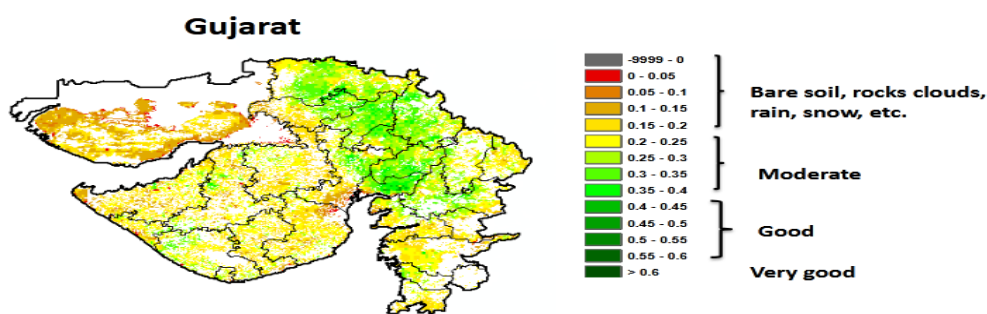 Gujarat
-9999 - 0
0 - 0.05
0.05 - 0.1
0.1 - 0.15
0.15 - 0.2
0.2 - 0.25
0.25 - 0.3
0.3 - 0.35
0.35 - 0.4
0.4 - 0.45
0.45 - 0.5
0.5 - 0.55
0.55 - 0.6
> 0.6
Bare soil, rocks clouds,
rain, snow, etc.
Moderate
Good
Very good